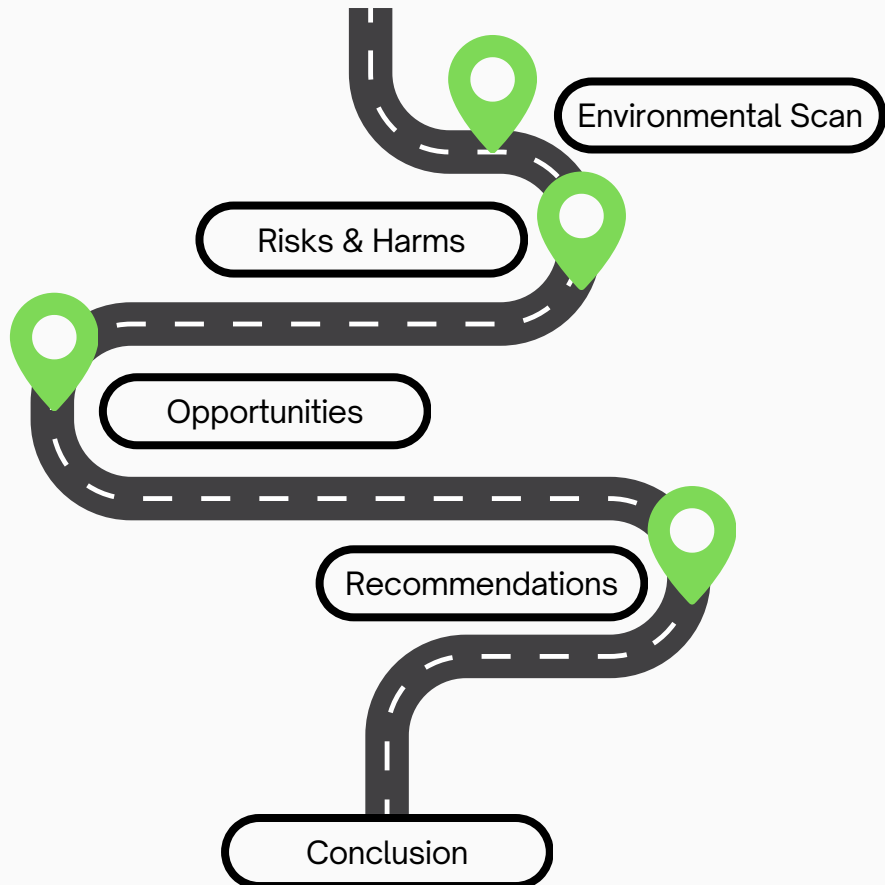 Environmental Scan
Risks & Harms
Opportunities
Recommendations
Conclusion